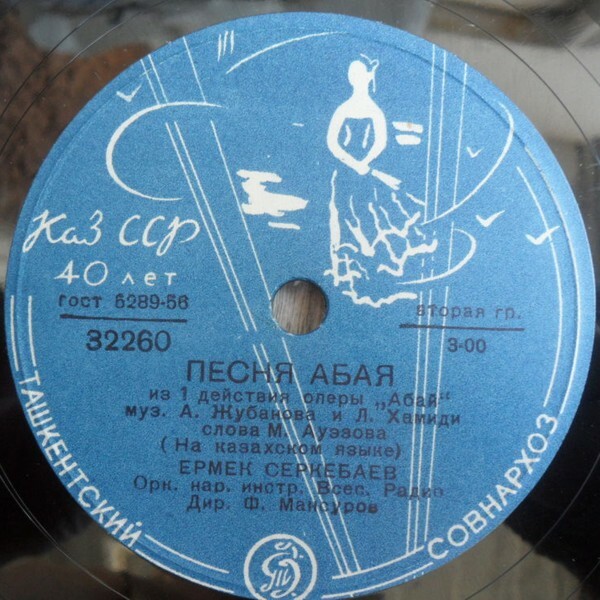 Каз ССР
40 лет
гост 5289-56
вторая гр.
32260
3-00
ПЕСНЯ АБАЯ
из 1 действия оперы „Абай“
муз. А. Жубанова и Л. Хамиди
слова М. Ауэзова
(На казахском языке)
ЕРМЕК СЕРКЕБАЕВ
Орк. нар. инстр. Всес. Радио
Дир. Ф. Мансуров
ТАШКЕНТСКИЙ
СОВНАРХОЗ